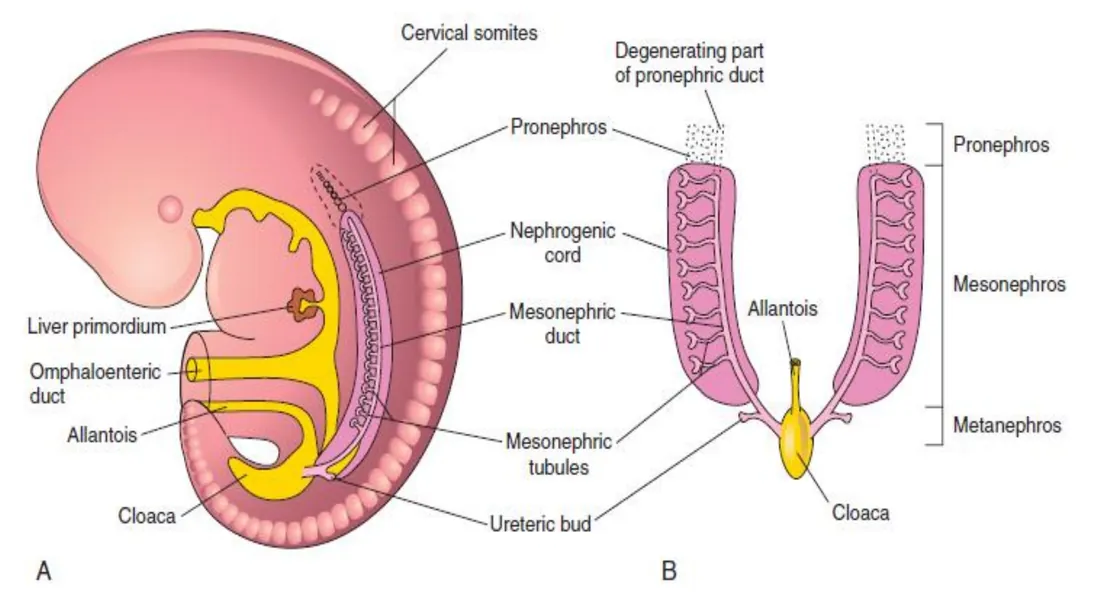 Cervical somites
Degenerating part
of pronephric duct
Pronephros
Pronephros
Nephrogenic
cord
Mesonephros
Allantois
Mesonephric
duct
Liver primordium
Omphaloenteric
duct
Allantois
Metanephros
Mesonephric
tubules
Cloaca
Ureteric bud
Cloaca
A
B